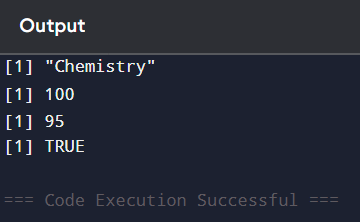 Output
[1] "Chemistry"
[1] 100
[1] 95
[1] TRUE
=== Code Execution Successful ===